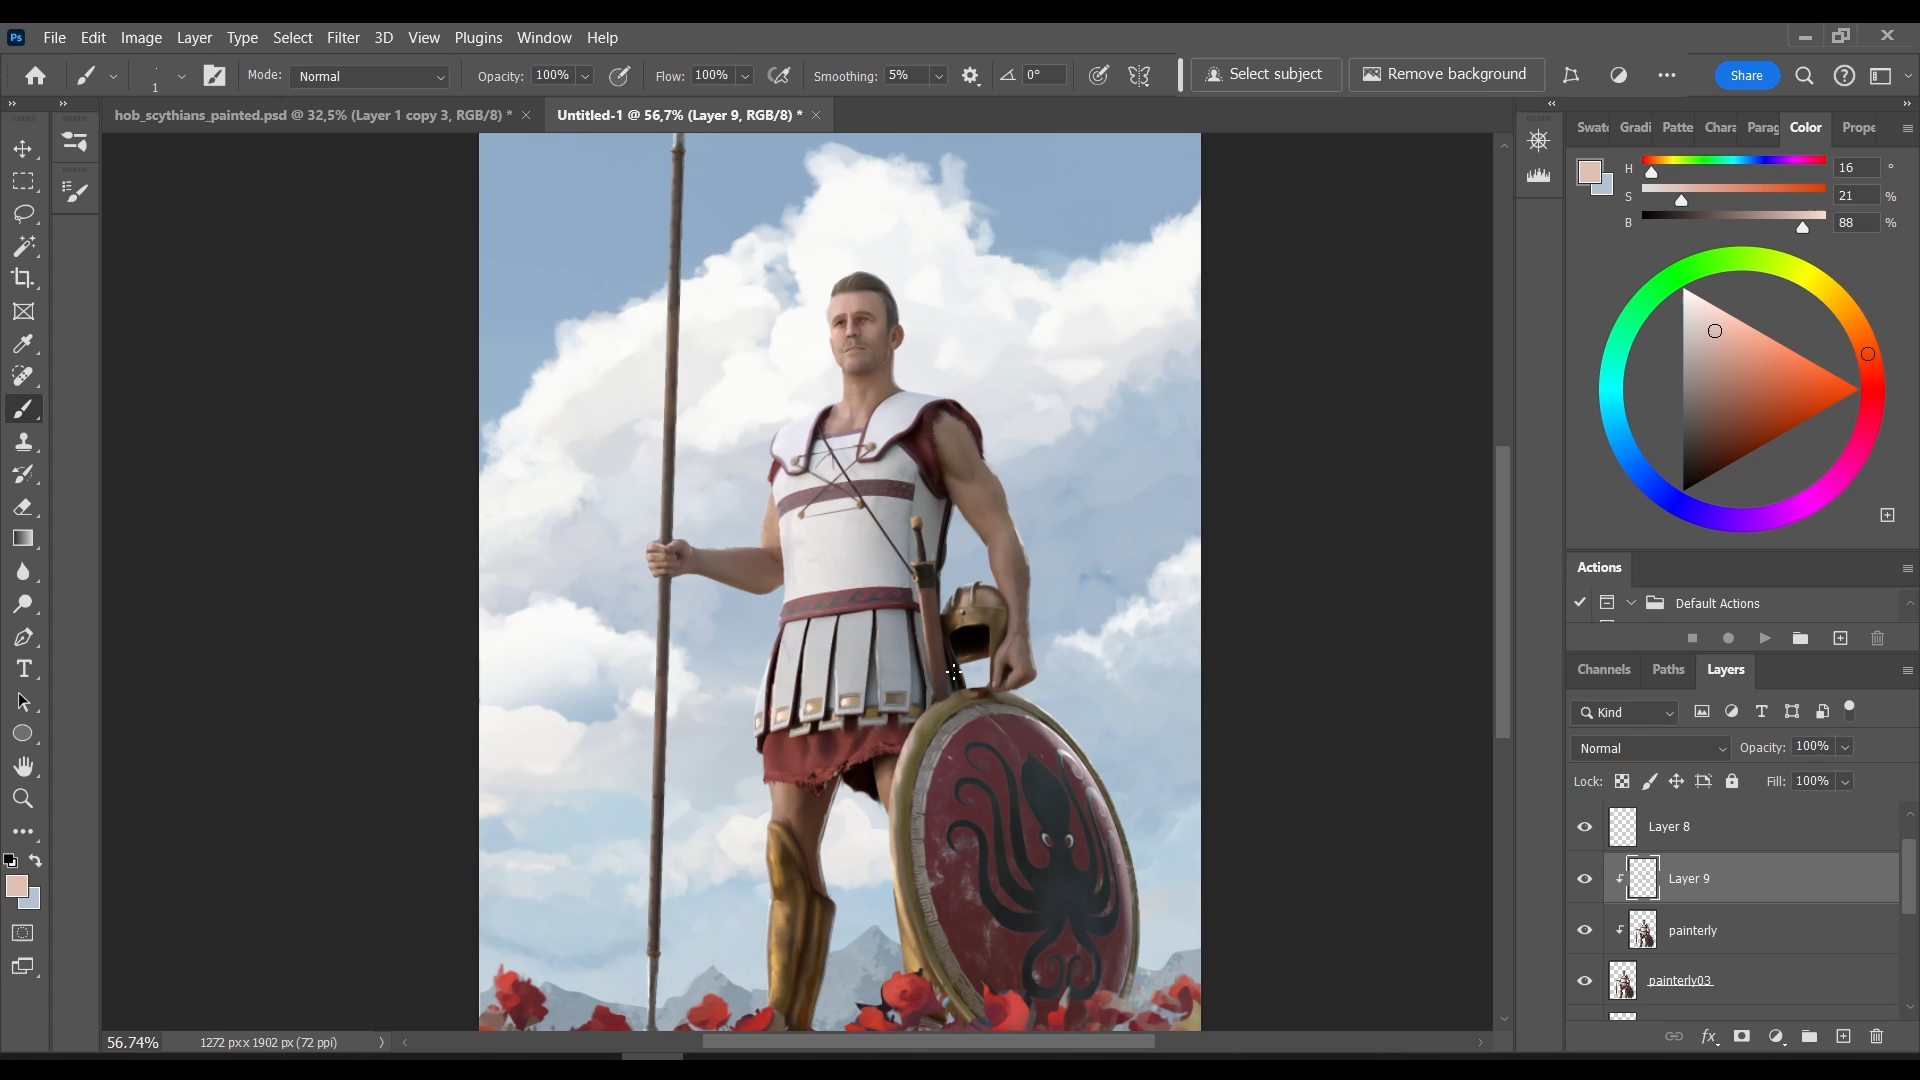 Ps File Edit Image Layer Type Select Filter 3D View Plugins Window Help
1 Mode: Normal Opacity: 100% Flow: 100% Smoothing: 5% 0° Select subject Remove background Share
hob_scythians_painted.psd @ 32,5% (Layer 1 copy 3, RGB/8) * Untitled-1 @ 56,7% (Layer 9, RGB/8) *
Swatc Gradi Patte Chara Parag Color Prope
H 16 °
S 21 %
B 88 %
Actions
Default Actions
Channels Paths Layers
Kind
Normal Opacity: 100%
Lock: Fill: 100%
Layer 8
Layer 9
painterly
painterly03
56.74% 1272 px x 1902 px (72 ppi)